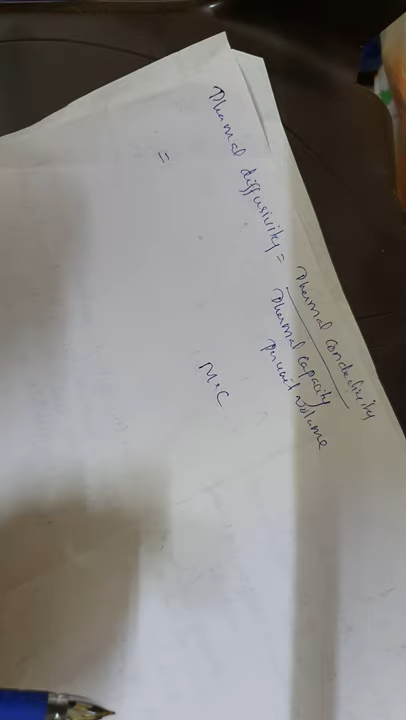 Thermal diffusivity = Thermal conductivity
Thermal capacity
Per unit volume
=
M×C